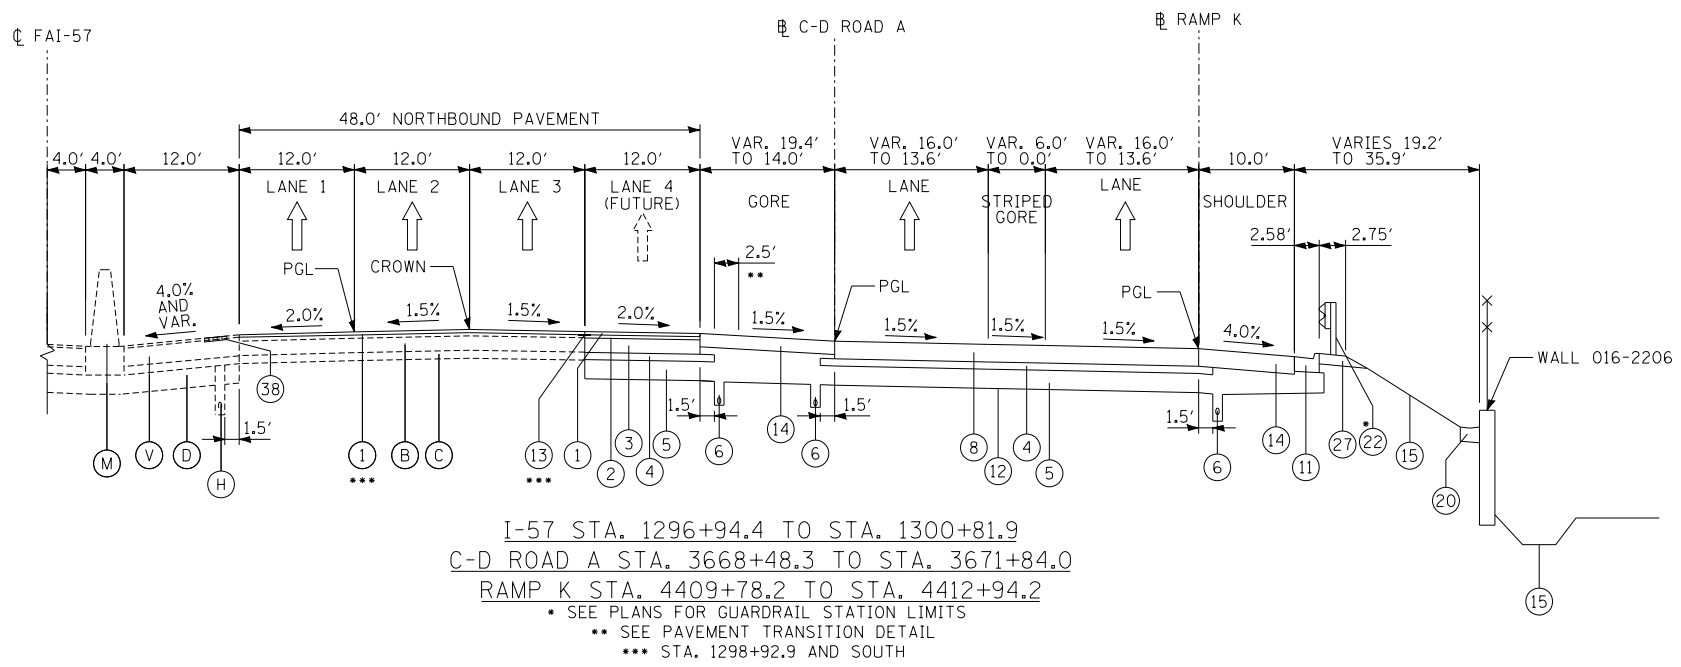 ℄ FAI-57
B C-D ROAD A
B RAMP K
48.0' NORTHBOUND PAVEMENT
4.0' 4.0' 12.0' 12.0' 12.0' 12.0' 12.0'
VAR. 19.4'
TO 14.0'
VAR. 16.0'
TO 13.6'
VAR. 6.0'
TO 0.0'
VAR. 16.0'
TO 13.6'
10.0'
VARIES 19.2'
TO 35.9'
LANE 1
LANE 2
LANE 3
LANE 4
(FUTURE)
GORE
LANE
STRIPED
GORE
LANE
SHOULDER
2.58' 2.75'
2.5'
**
PGL
CROWN
PGL
PGL
4.0%
AND
VAR.
2.0% 1.5% 1.5% 2.0% 1.5% 1.5% 1.5% 1.5% 4.0%
WALL 016-2206
38
1.5' 1.5' 1.5' 1.5'
M V D H 1 B C 13 1 2 3 4 5 6 14 6 8 12 4 5 6 14 11 27 22 15 20 15
*** *** *
I-57 STA. 1296+94.4 TO STA. 1300+81.9
C-D ROAD A STA. 3668+48.3 TO STA. 3671+84.0
RAMP K STA. 4409+78.2 TO STA. 4412+94.2
* SEE PLANS FOR GUARDRAIL STATION LIMITS
** SEE PAVEMENT TRANSITION DETAIL
*** STA. 1298+92.9 AND SOUTH